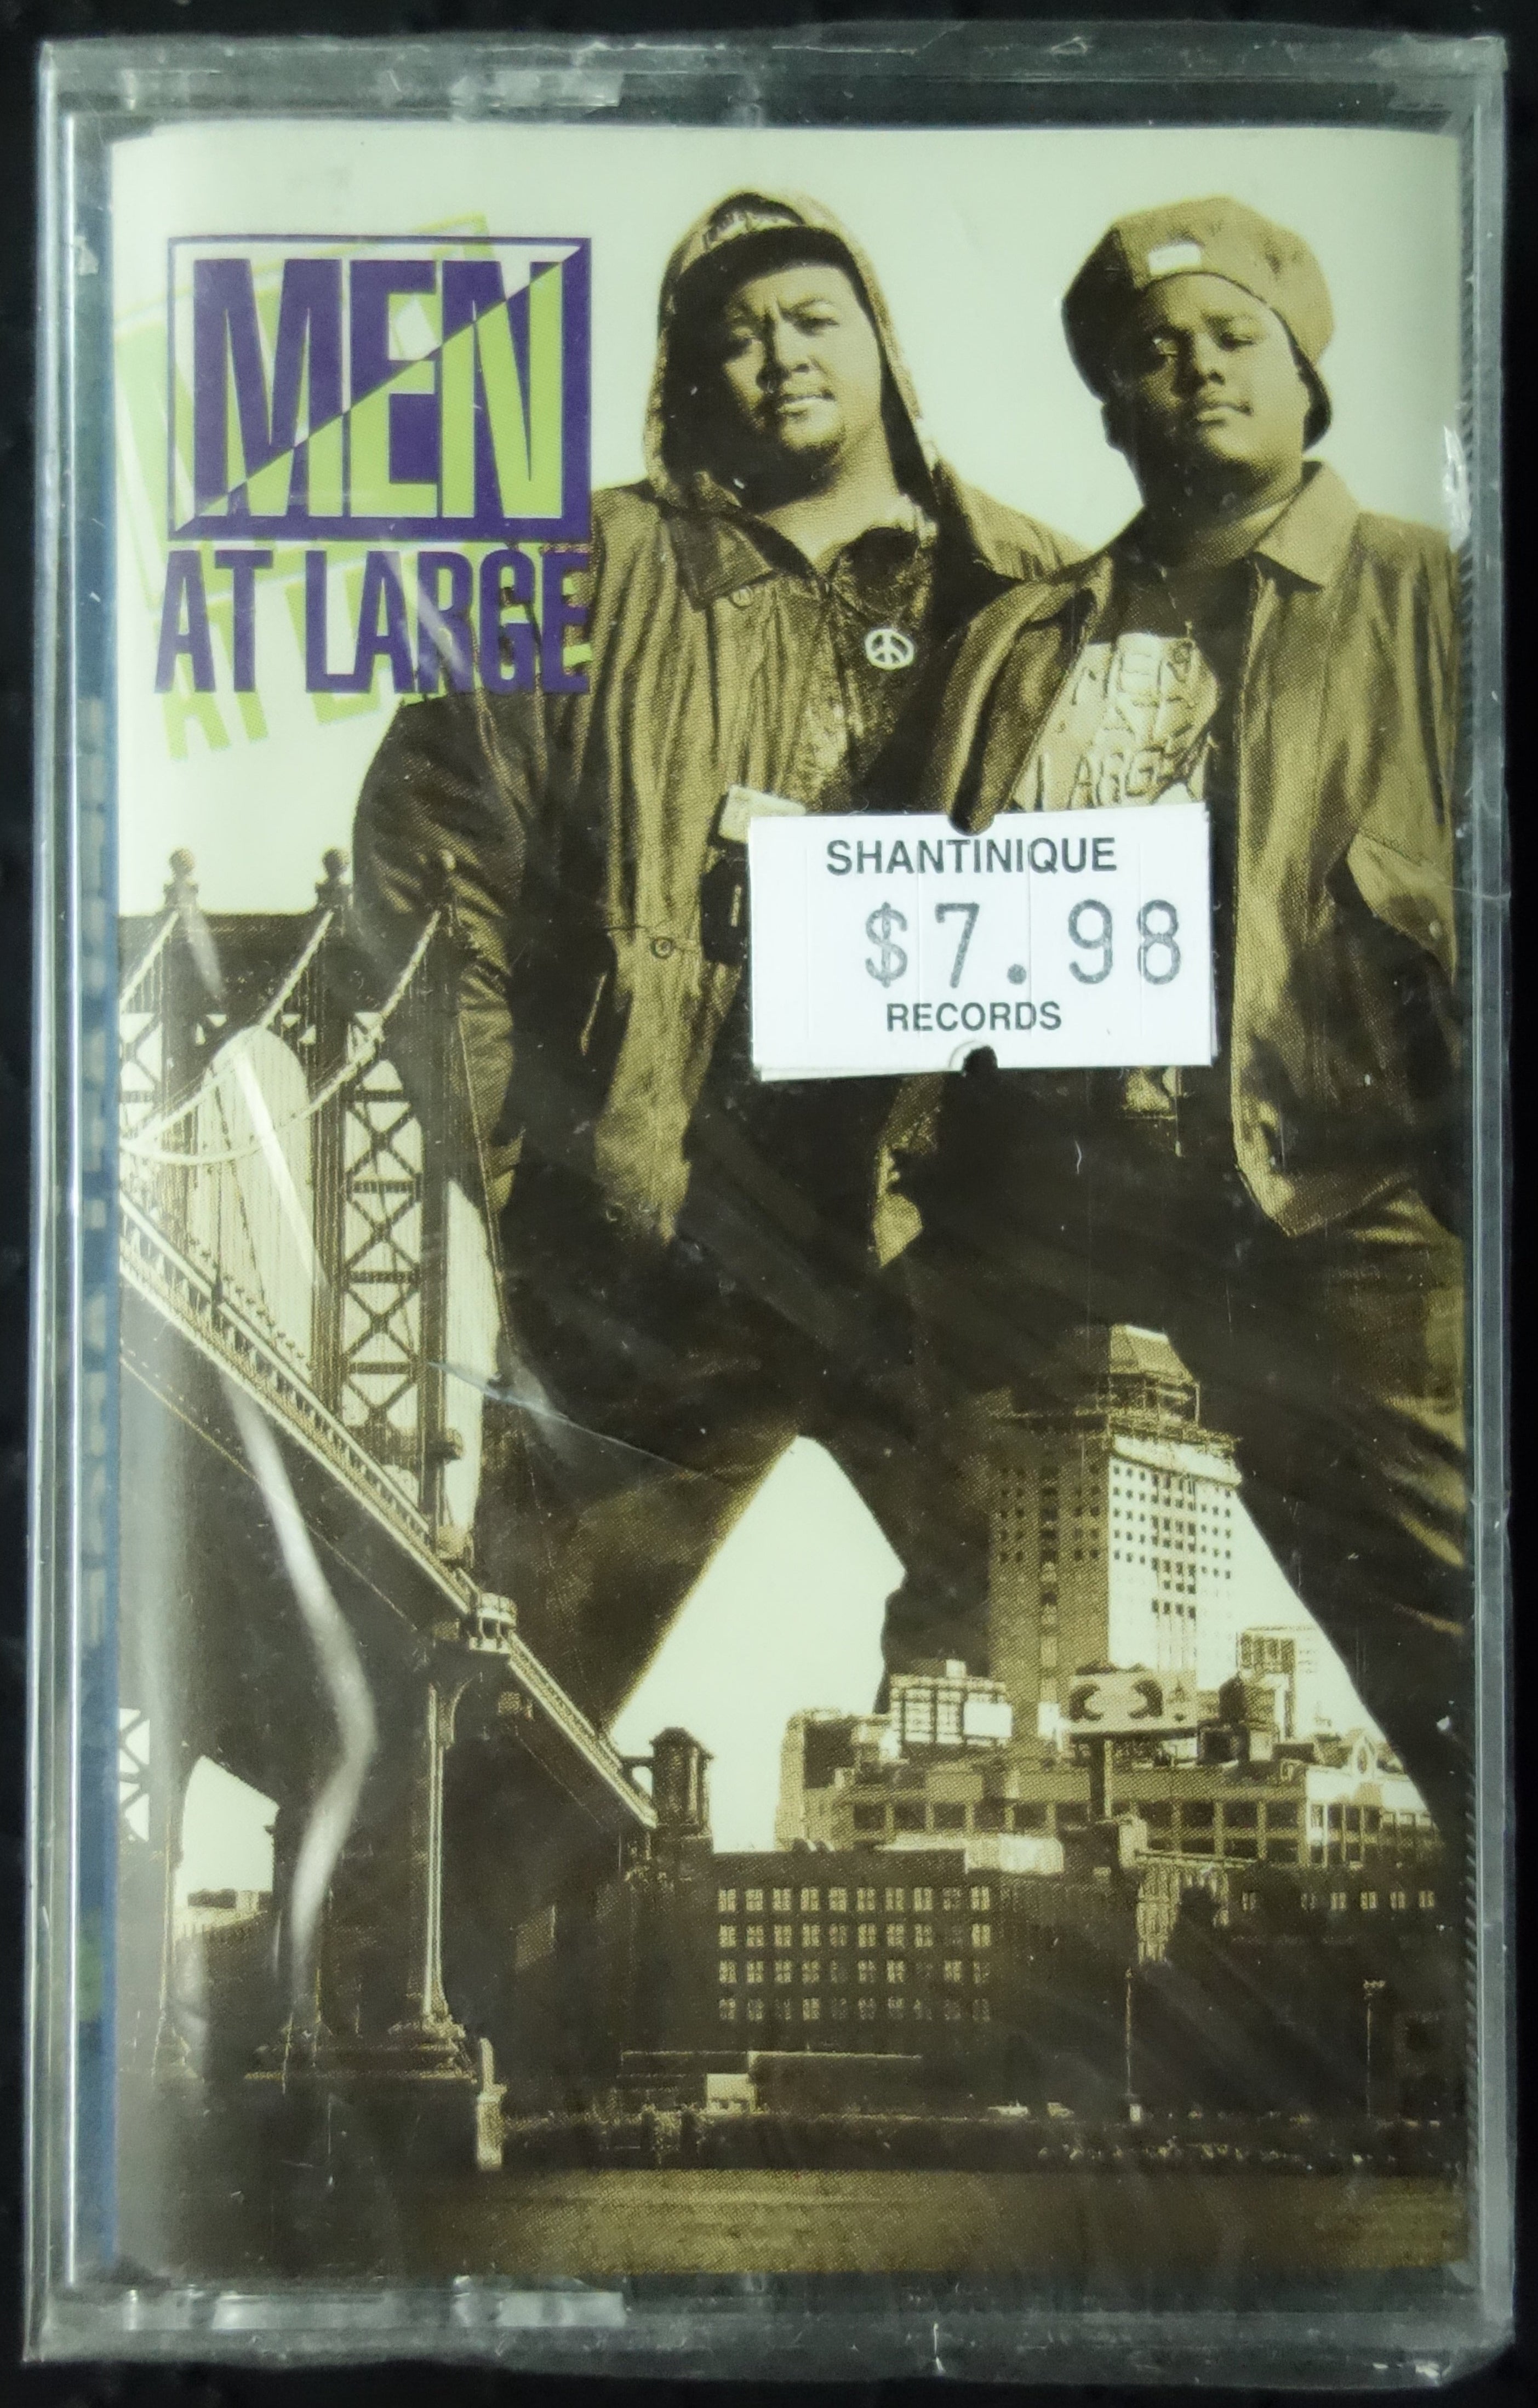 MEN
AT LARGE
SHANTINIQUE
$7.98
RECORDS